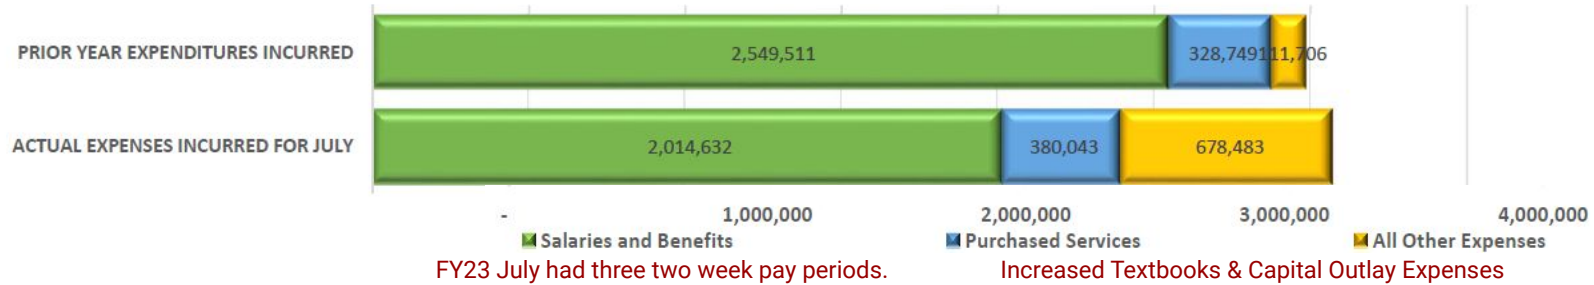 PRIOR YEAR EXPENDITURES INCURRED 2,549,511 328,749 111,706
ACTUAL EXPENSES INCURRED FOR JULY 2,014,632 380,043 678,483
- 1,000,000 2,000,000 3,000,000 4,000,000
Salaries and Benefits Purchased Services All Other Expenses
FY23 July had three two week pay periods. Increased Textbooks & Capital Outlay Expenses